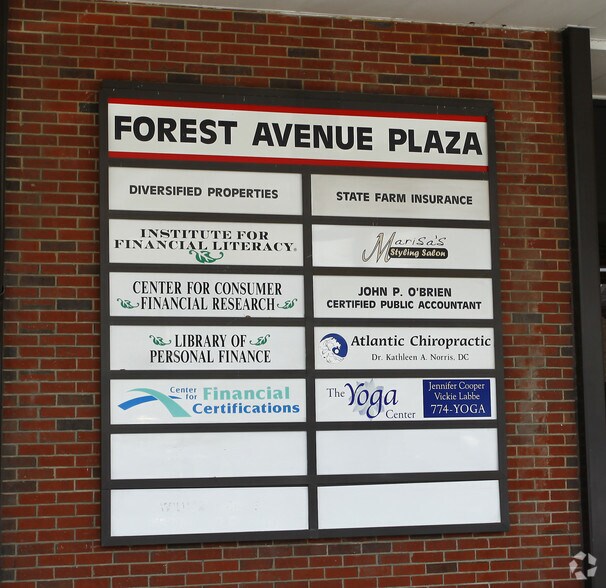 FOREST AVENUE PLAZA
DIVERSIFIED PROPERTIES
STATE FARM INSURANCE
INSTITUTE FOR
FINANCIAL LITERACY®
Marisa's
Styling Salon
CENTER FOR CONSUMER
FINANCIAL RESEARCH
JOHN P. O'BRIEN
CERTIFIED PUBLIC ACCOUNTANT
LIBRARY OF
PERSONAL FINANCE
Atlantic Chiropractic
Dr. Kathleen A. Norris, DC
Center for Financial
Certifications
The Yoga Center
Jennifer Cooper
Vickie Labbe
774-YOGA